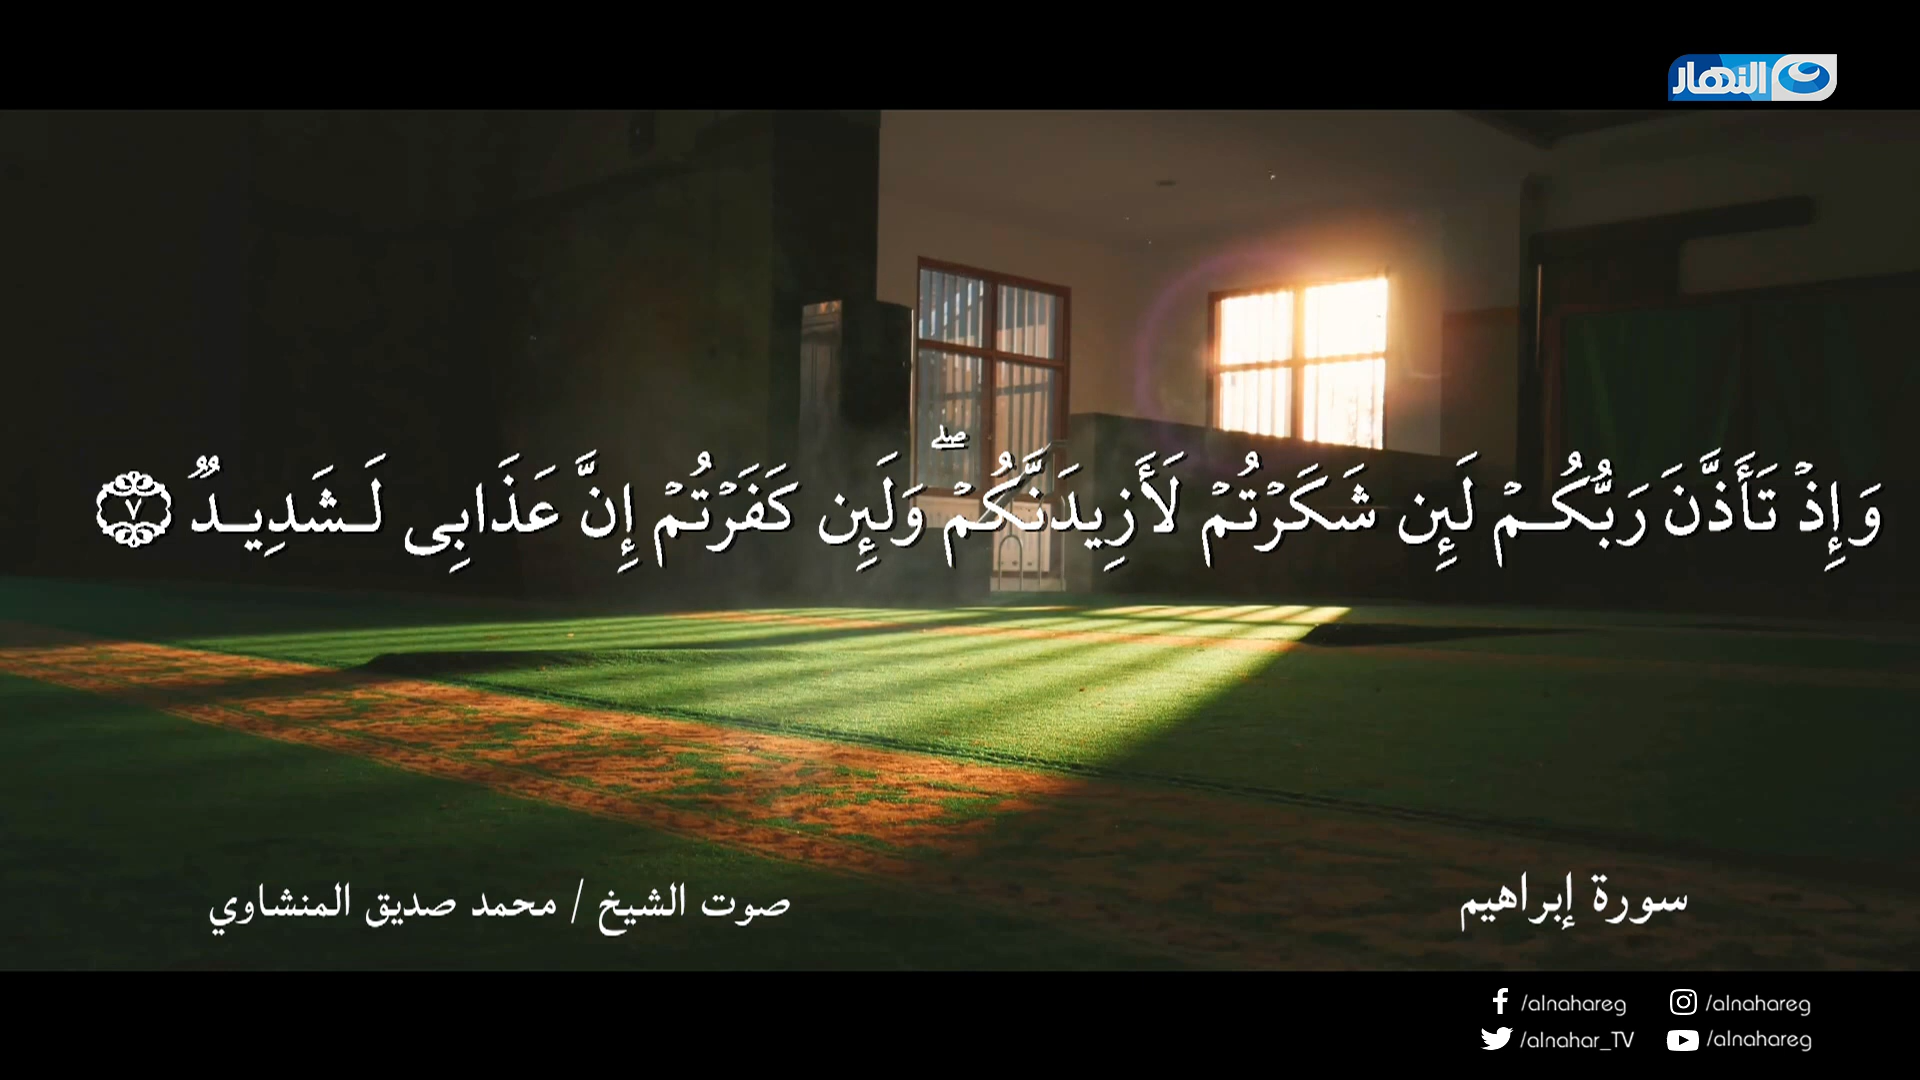 النهار
وَإِذْ تَأَذَّنَ رَبُّكُمْ لَئِن شَكَرْتُمْ لَأَزِيدَنَّكُمْ ۖ وَلَئِن كَفَرْتُمْ إِنَّ عَذَابِى لَشَدِيدٌ ٧
سورة إبراهيم
صوت الشيخ / محمد صديق المنشاوي
/alnahareg /alnahareg
/alnahar_TV /alnahareg